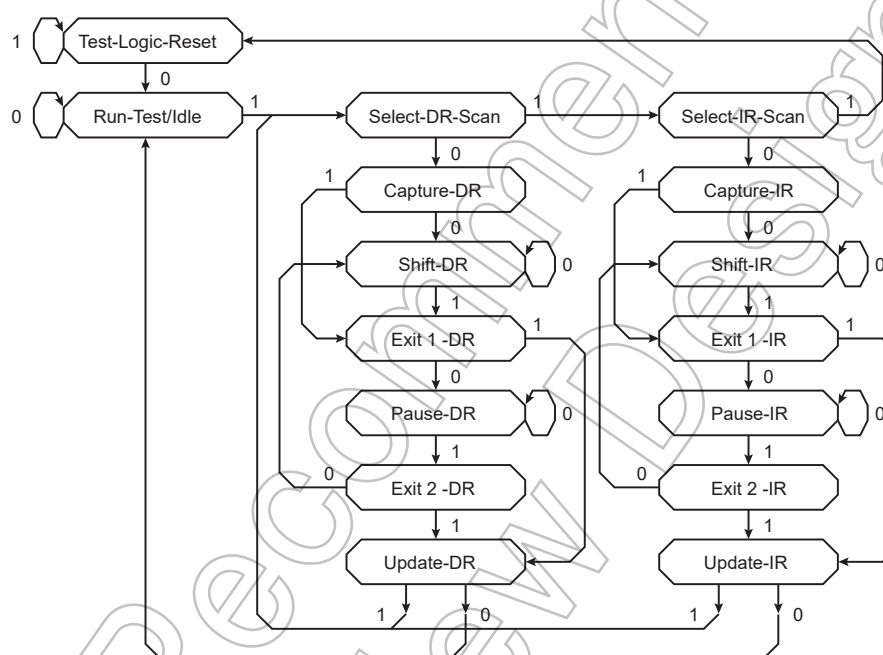 1 Test-Logic-Reset
0
0 Run-Test/Idle 1 Select-DR-Scan 1 Select-IR-Scan 1
0 0
1 Capture-DR 1 Capture-IR
0 0
Shift-DR 0 Shift-IR 0
1 1
Exit 1 -DR 1 Exit 1 -IR 1
0 0
Pause-DR 0 Pause-IR 0
1 1
0 Exit 2 -DR 0 Exit 2 -IR
1 1
Update-DR Update-IR
1 0 1 0
Recommen
ew Desig